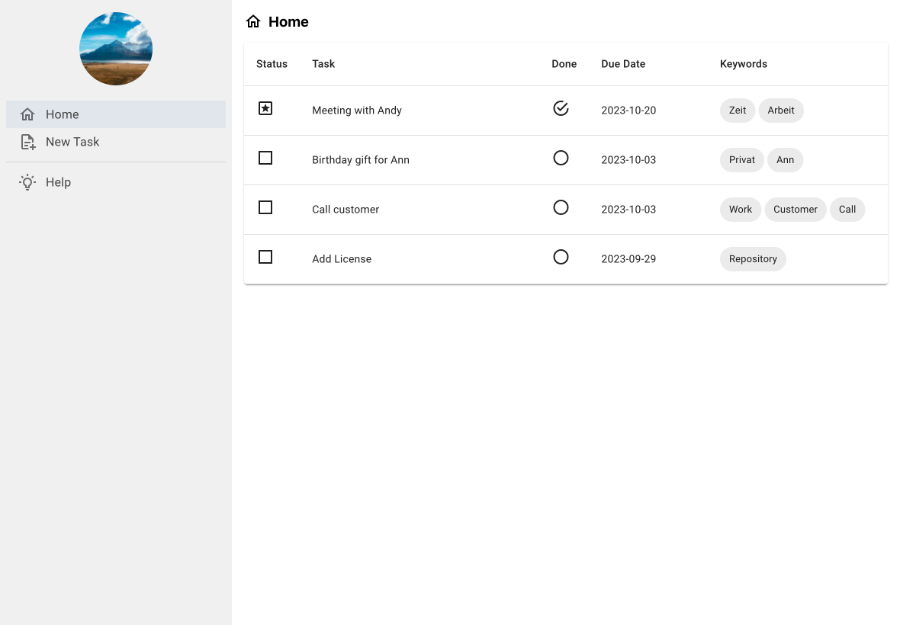 Home
New Task
Help
Home
Status Task Done Due Date Keywords
Meeting with Andy 2023-10-20 Zeit Arbeit
Birthday gift for Ann 2023-10-03 Privat Ann
Call customer 2023-10-03 Work Customer Call
Add License 2023-09-29 Repository